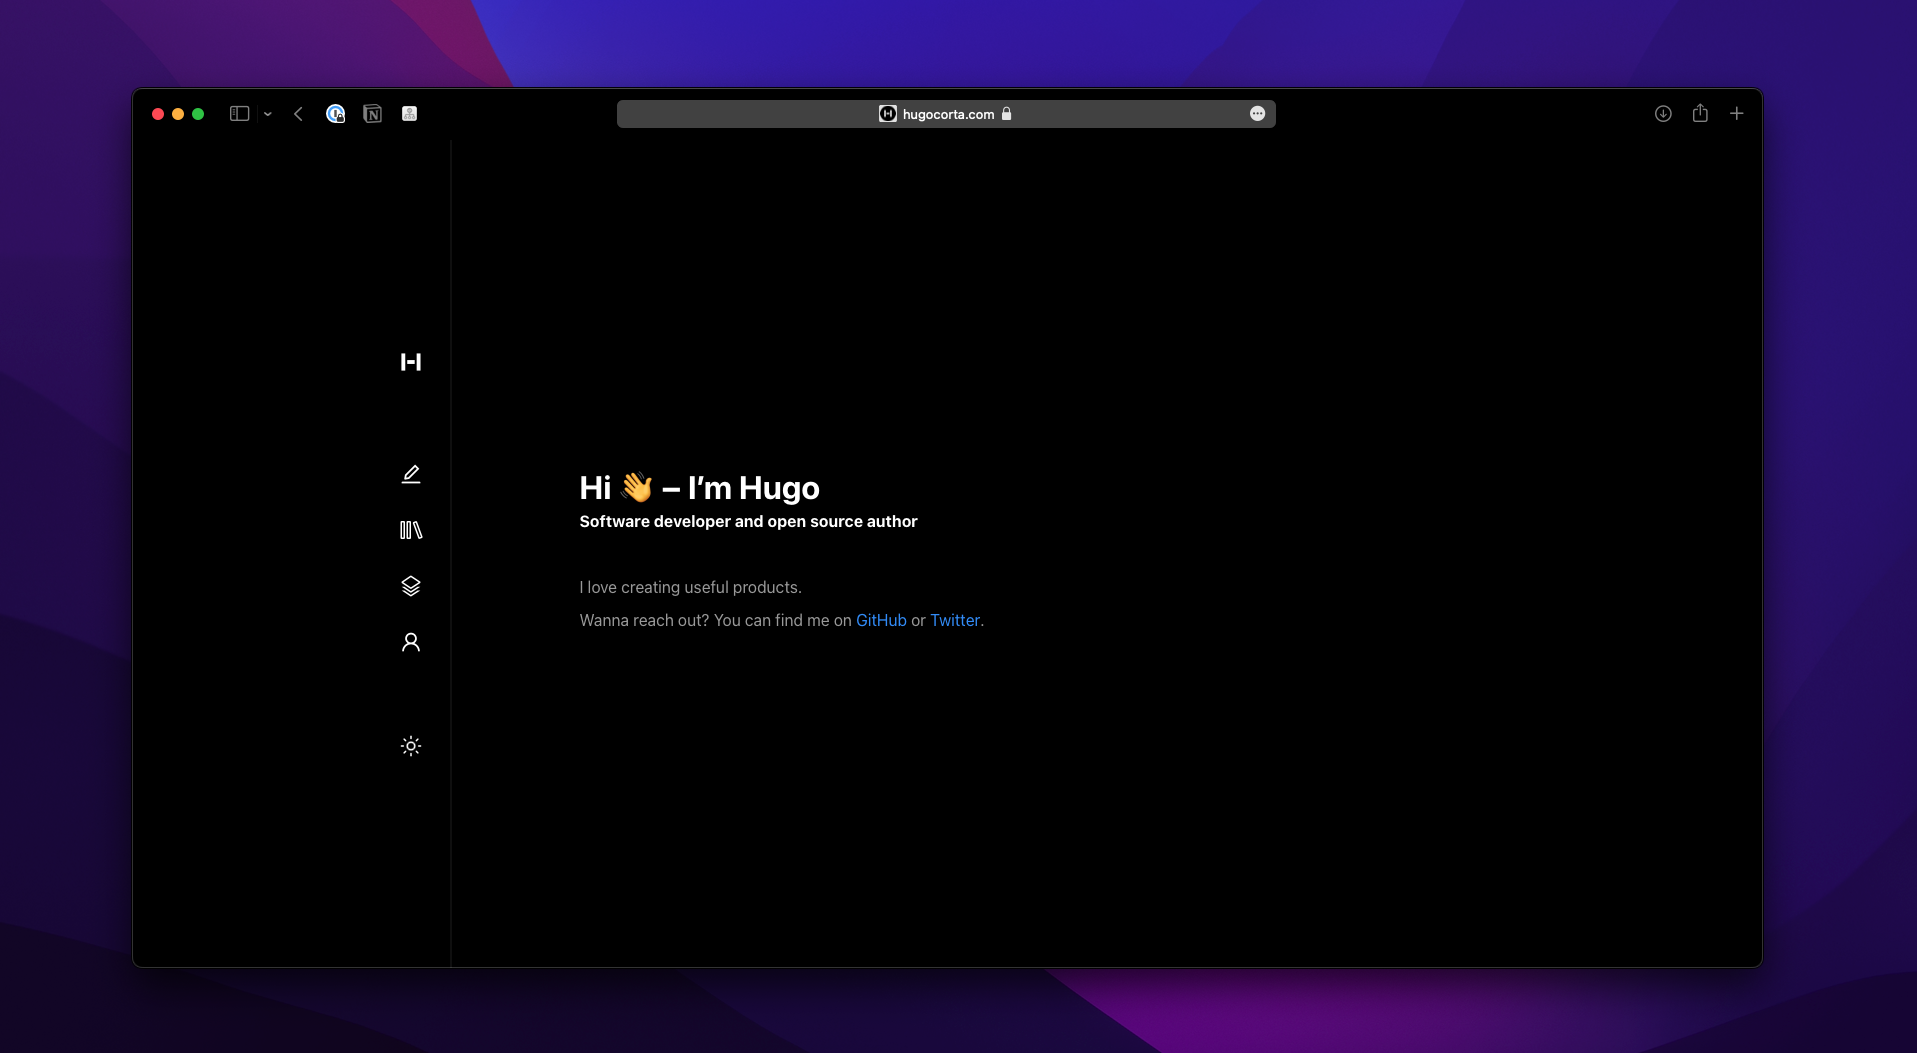 hugocorta.com
Hi 👋 – I’m Hugo
Software developer and open source author
I love creating useful products.
Wanna reach out? You can find me on GitHub or Twitter.